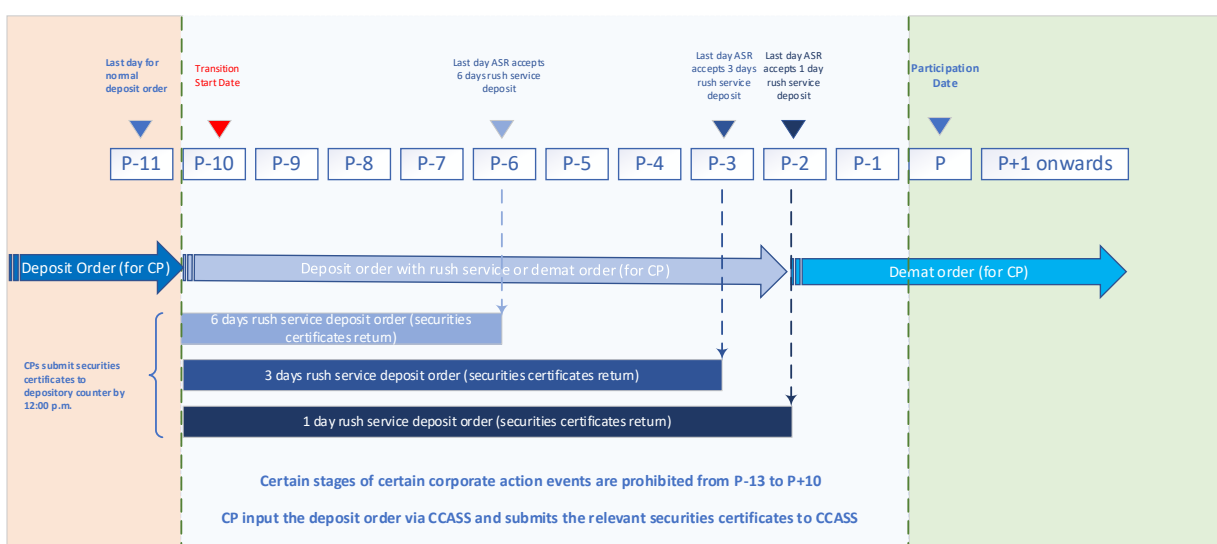 Last day for
normal
deposit order
Transition
Start Date
Last day ASR accepts
6 days rush service
deposit
Last day ASR
accepts 3 days
rush service
deposit
Last day ASR
accepts 1 day
rush service
deposit
Participation
Date
P-11
P-10
P-9
P-8
P-7
P-6
P-5
P-4
P-3
P-2
P-1
P
P+1 onwards
Deposit Order (for CP)
Deposit order with rush service or demat order (for CP)
Demat order (for CP)
6 days rush service deposit order (securities
certificates return)
CPs submit securities
certificates to
depository counter by
12:00 p.m.
3 days rush service deposit order (securities certificates return)
1 day rush service deposit order (securities certificates return)
Certain stages of certain corporate action events are prohibited from P-13 to P+10
CP input the deposit order via CCASS and submits the relevant securities certificates to CCASS